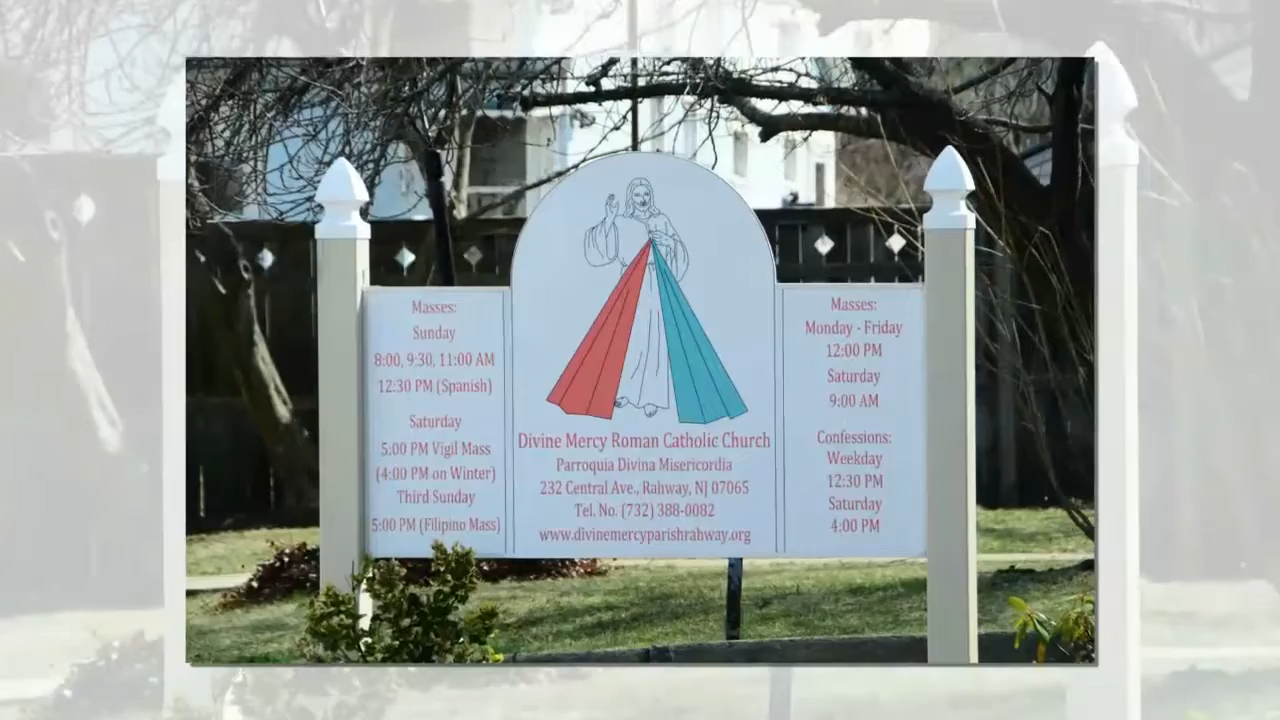 Masses:
Sunday
8:00, 9:30, 11:00 AM
12:30 PM (Spanish)
Saturday
5:00 PM Vigil Mass
(4:00 PM on Winter)
Third Sunday
5:00 PM (Filipino Mass)
Divine Mercy Roman Catholic Church
Parroquia Divina Misericordia
232 Central Ave., Rahway, NJ 07065
Tel. No. (732) 388-0082
www.divinemercyparishrahway.org
Masses:
Monday - Friday
12:00 PM
Saturday
9:00 AM
Confessions:
Weekday
12:30 PM
Saturday
4:00 PM